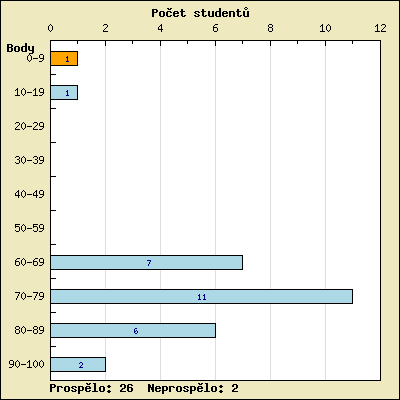 Počet studentů
0 2 4 6 8 10 12
Body
0-9 1
10-19 1
20-29
30-39
40-49
50-59
60-69 7
70-79 11
80-89 6
90-100 2
Prospělo: 26 Neprospělo: 2